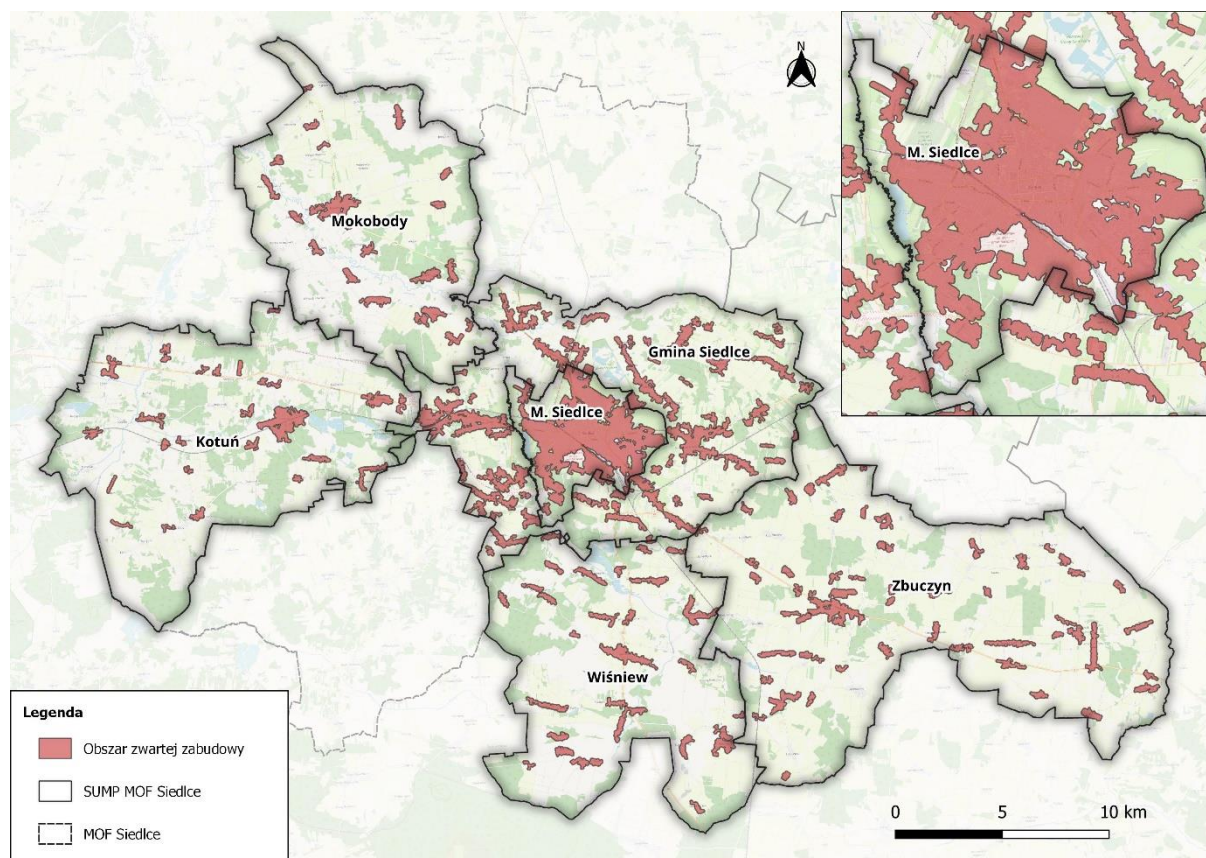 N
M. Siedlce
Mokobody
Gmina Siedlce
M. Siedlce
Kotuń
Zbuczyn
Wiśniew
Legenda
Obszar zwartej zabudowy
SUMP MOF Siedlce
MOF Siedlce
0 5 10 km